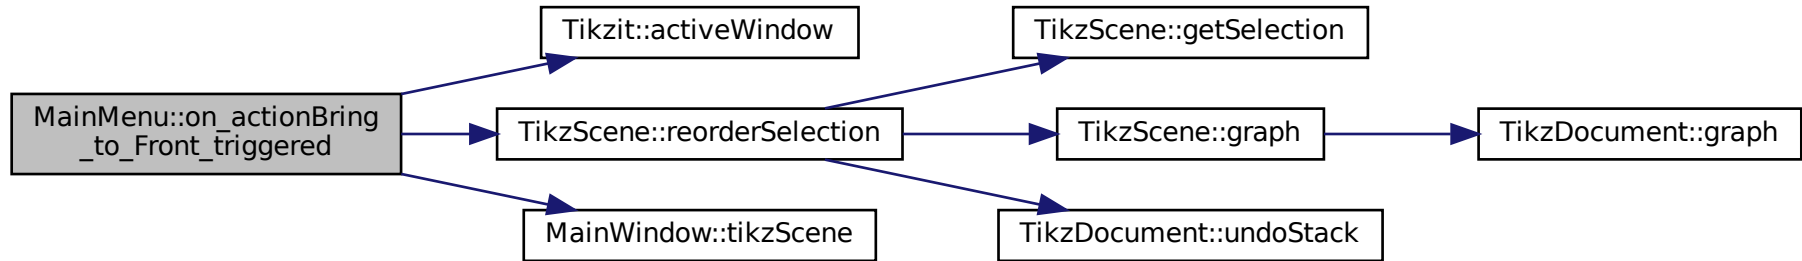 MainMenu::on_actionBring
_to_Front_triggered
Tikzit::activeWindow
TikzScene::reorderSelection
MainWindow::tikzScene
TikzScene::getSelection
TikzScene::graph
TikzDocument::undoStack
TikzDocument::graph